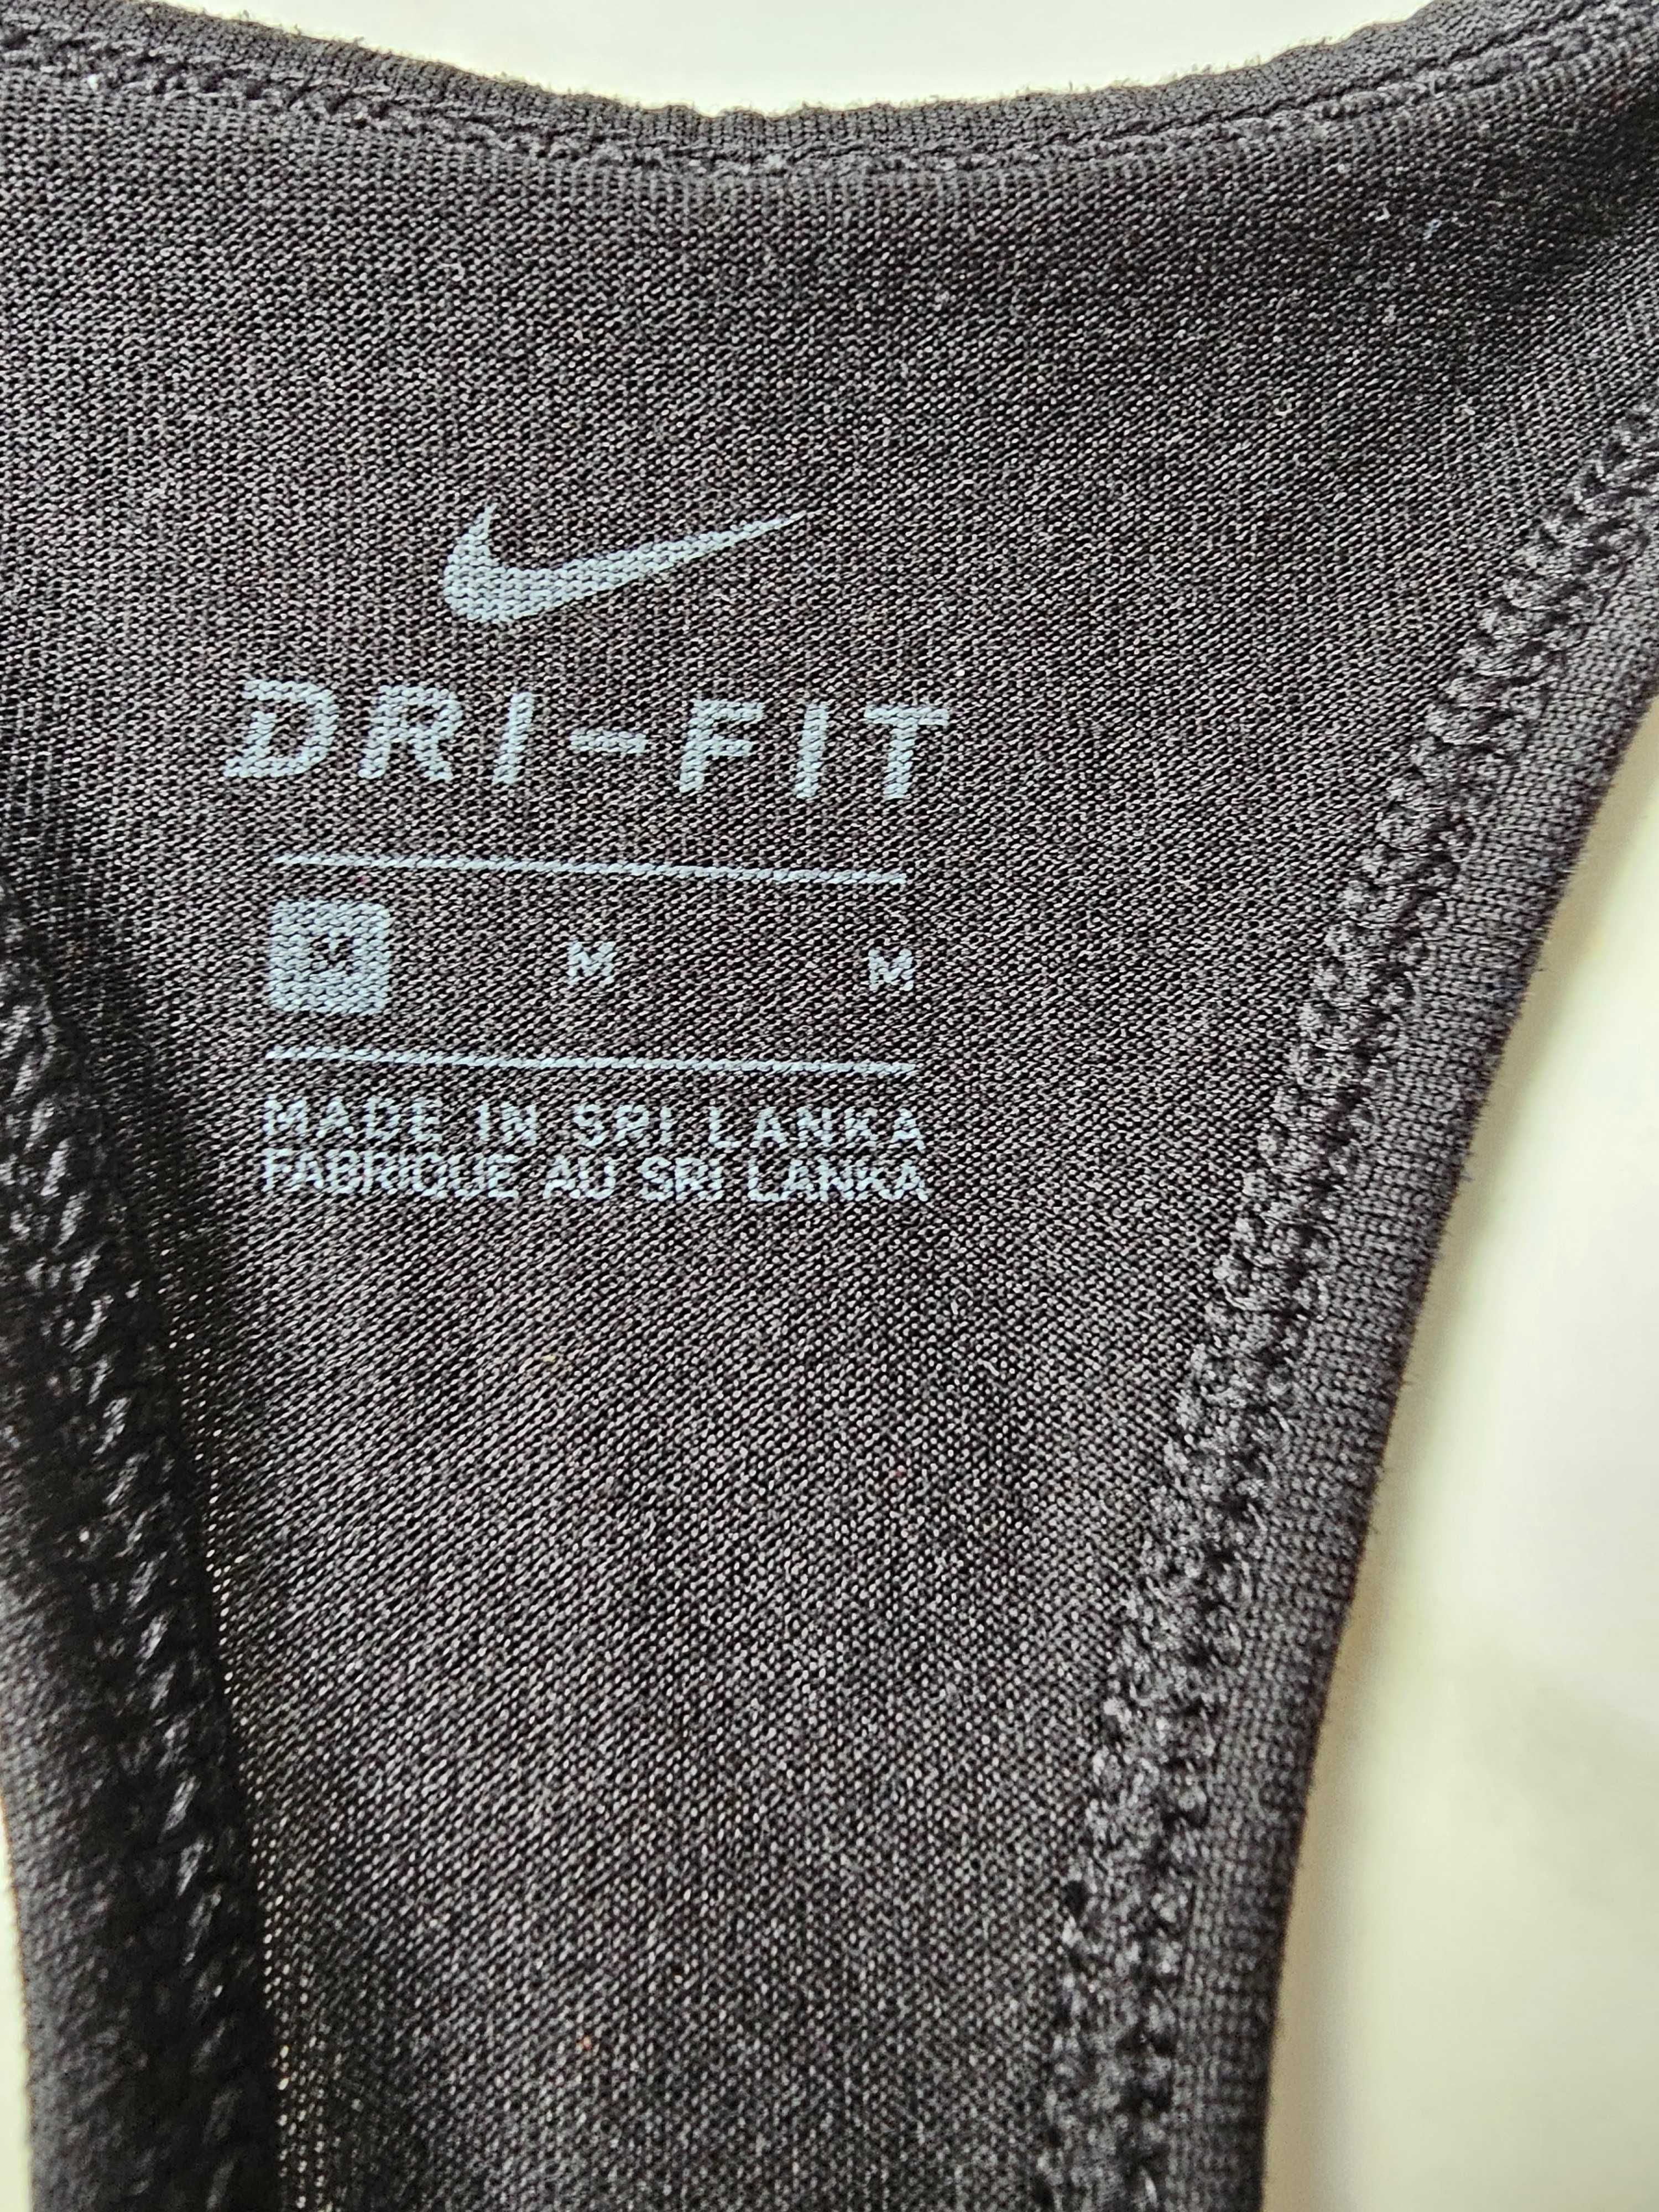 DRI-FIT
M M M
MADE IN SRI LANKA
FABRIQUE AU SRI LANKA